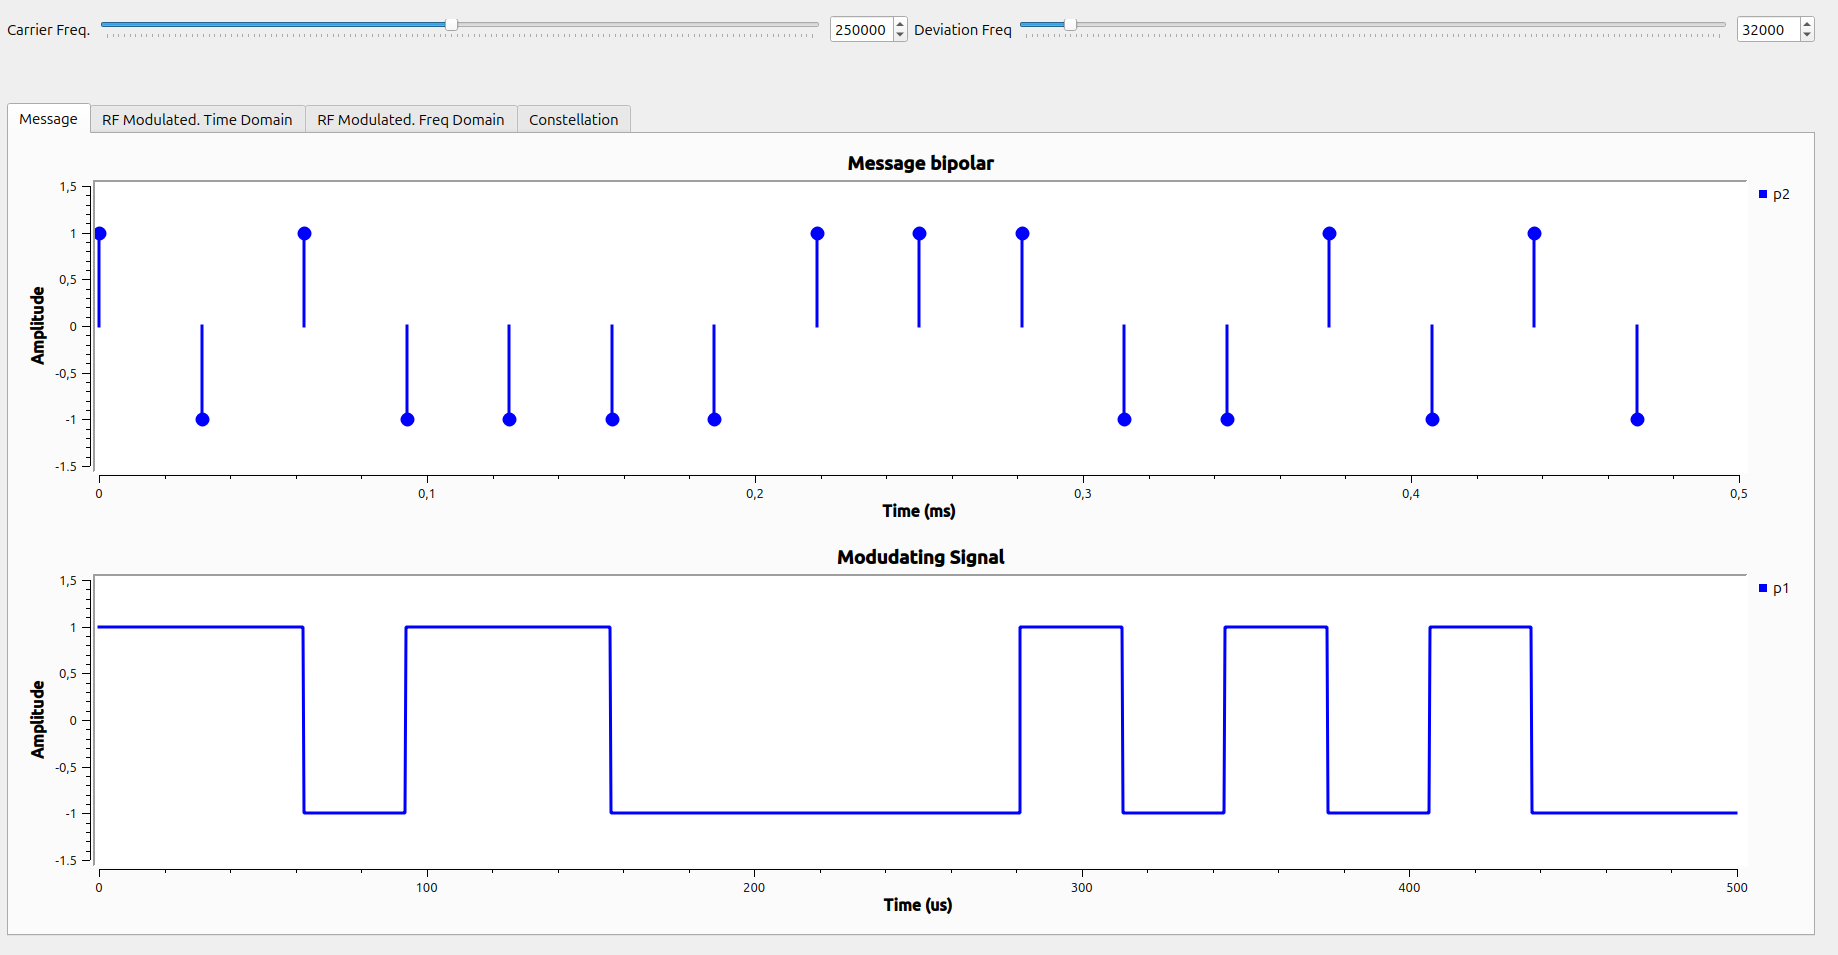 Carrier Freq. 250000 Deviation Freq 32000
Message RF Modulated. Time Domain RF Modulated. Freq Domain Constellation
Message bipolar
p2
Amplitude
1,5
1
0,5
0
-0,5
-1
-1.5
0 0,1 0,2 0,3 0,4 0,5
Time (ms)
Modudating Signal
p1
Amplitude
1,5
1
0,5
0
-0,5
-1
-1.5
0 100 200 300 400 500
Time (us)